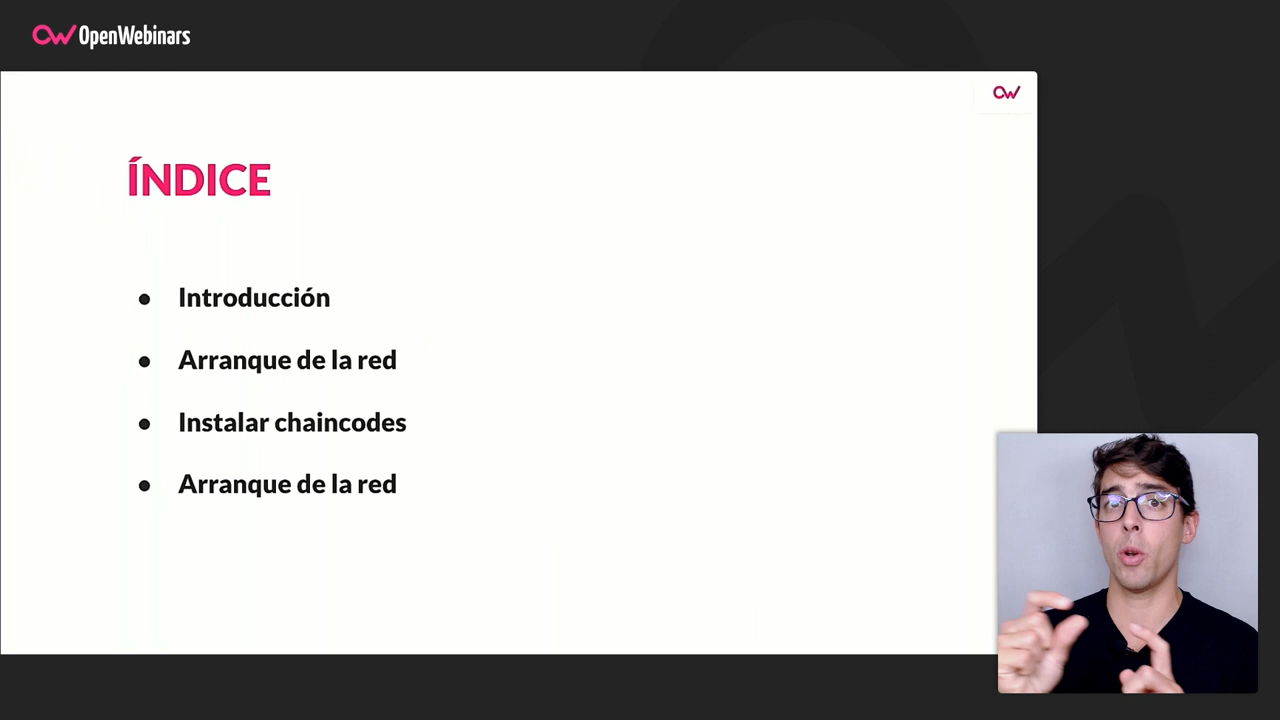 OpenWebinars
ÍNDICE
● Introducción
● Arranque de la red
● Instalar chaincodes
● Arranque de la red